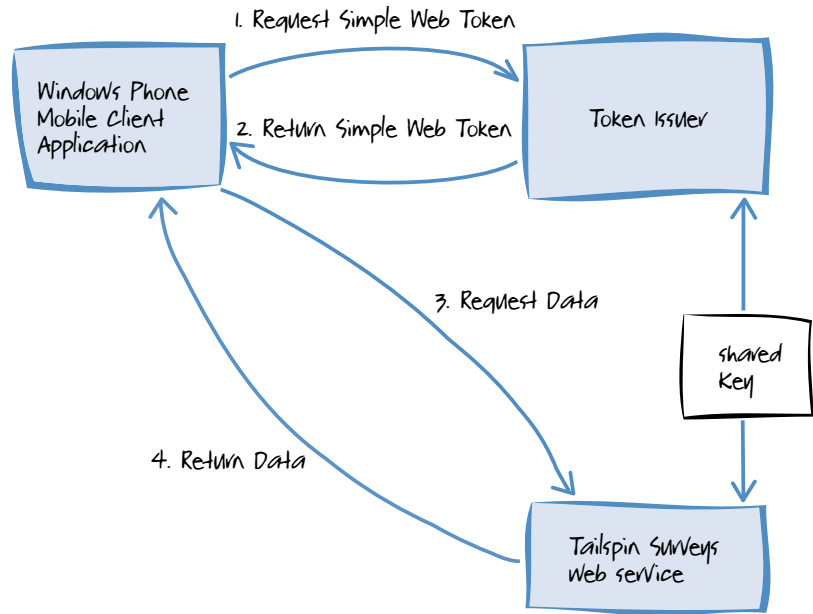 1. Request Simple Web Token
Windows Phone
Mobile Client
Application
Token Issuer
2. Return Simple Web Token
3. Request Data
shared
Key
4. Return Data
Tailspin Surveys
Web service